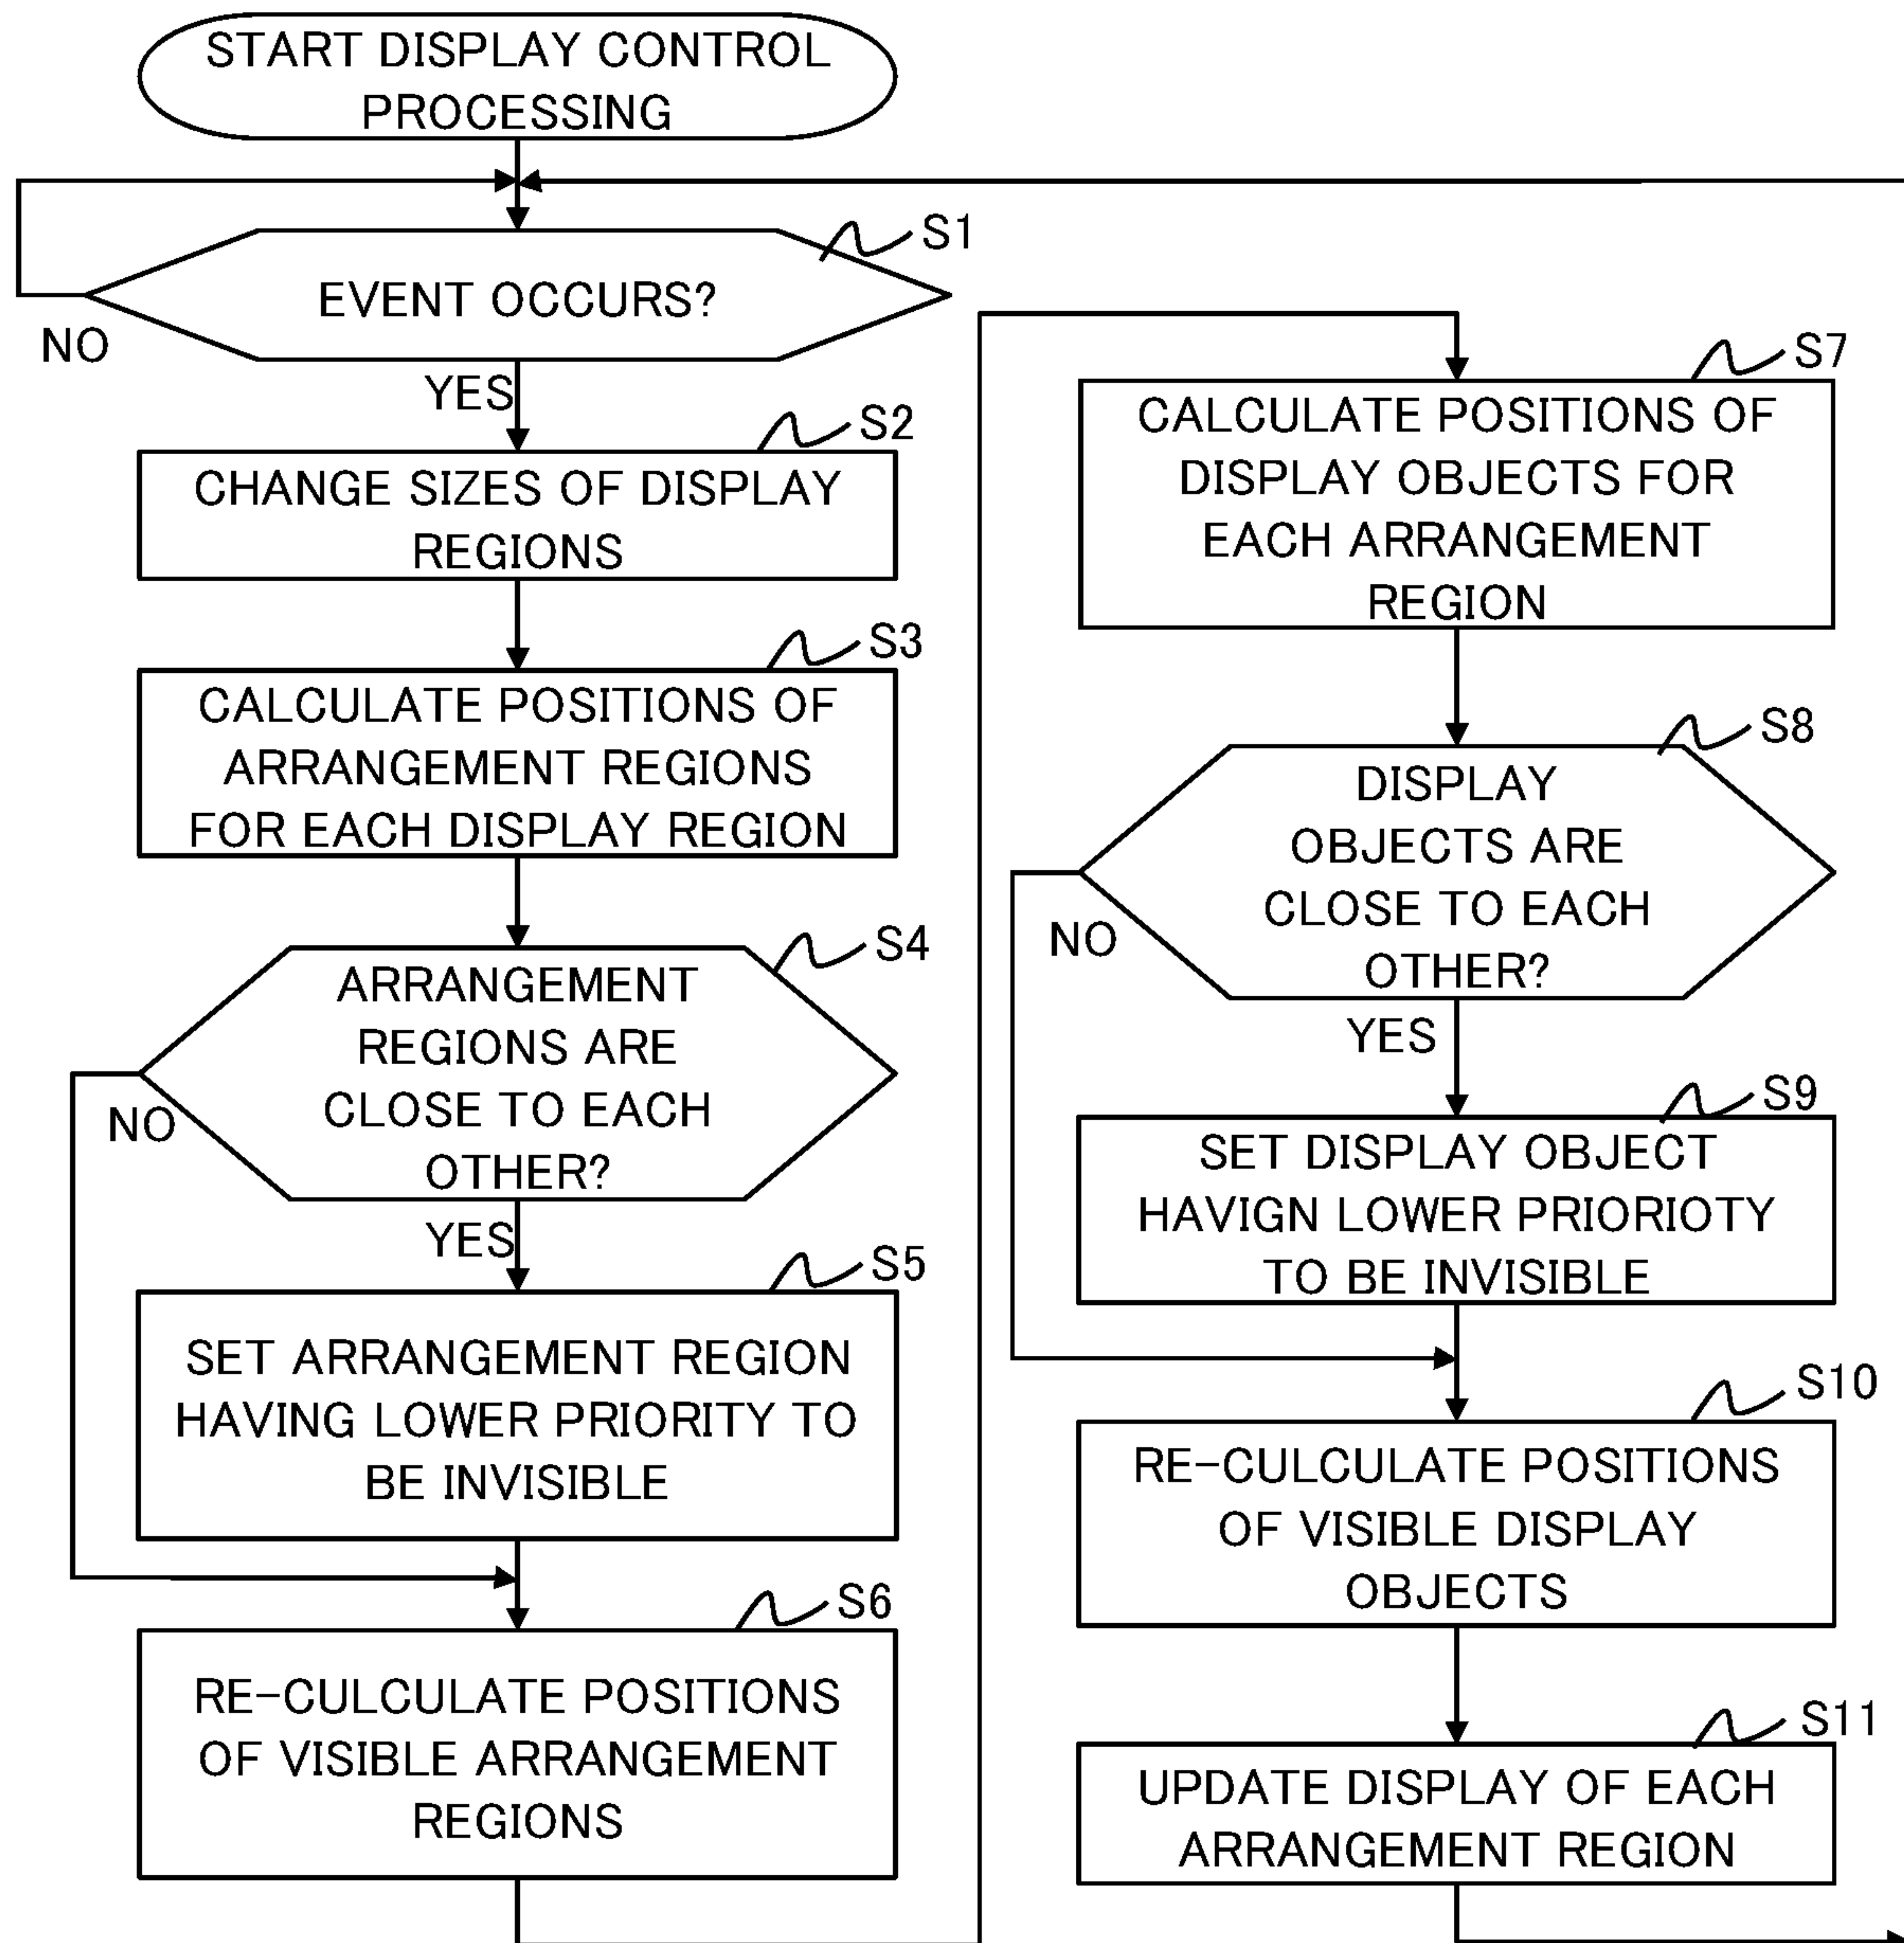 START DISPLAY CONTROL
PROCESSING
S1
EVENT OCCURS?
NO
YES
S2
CHANGE SIZES OF DISPLAY
REGIONS
S3
CALCULATE POSITIONS OF
ARRANGEMENT REGIONS
FOR EACH DISPLAY REGION
S4
ARRANGEMENT
REGIONS ARE
CLOSE TO EACH
OTHER?
NO
YES
S5
SET ARRANGEMENT REGION
HAVING LOWER PRIORITY TO
BE INVISIBLE
S6
RE-CULCULATE POSITIONS
OF VISIBLE ARRANGEMENT
REGIONS
S7
CALCULATE POSITIONS OF
DISPLAY OBJECTS FOR
EACH ARRANGEMENT
REGION
S8
DISPLAY
OBJECTS ARE
CLOSE TO EACH
OTHER?
NO
YES
S9
SET DISPLAY OBJECT
HAVIGN LOWER PRIORIOTY
TO BE INVISIBLE
S10
RE-CULCULATE POSITIONS
OF VISIBLE DISPLAY
OBJECTS
S11
UPDATE DISPLAY OF EACH
ARRANGEMENT REGION